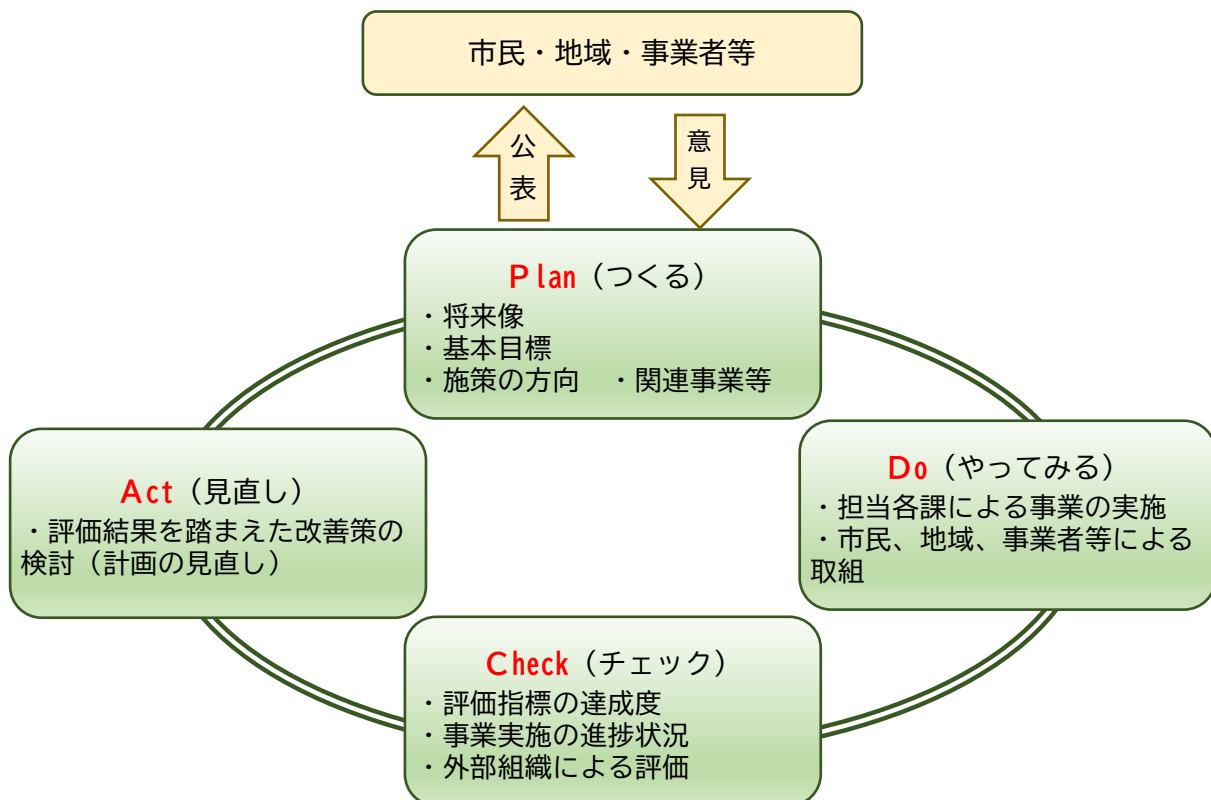 市民・地域・事業者等
公表
意見
Plan（つくる）
・将来像
・基本目標
・施策の方向　・関連事業等
Act（見直し）
・評価結果を踏まえた改善策の
検討（計画の見直し）
Do（やってみる）
・担当各課による事業の実施
・市民、地域、事業者等による
取組
Check（チェック）
・評価指標の達成度
・事業実施の進捗状況
・外部組織による評価